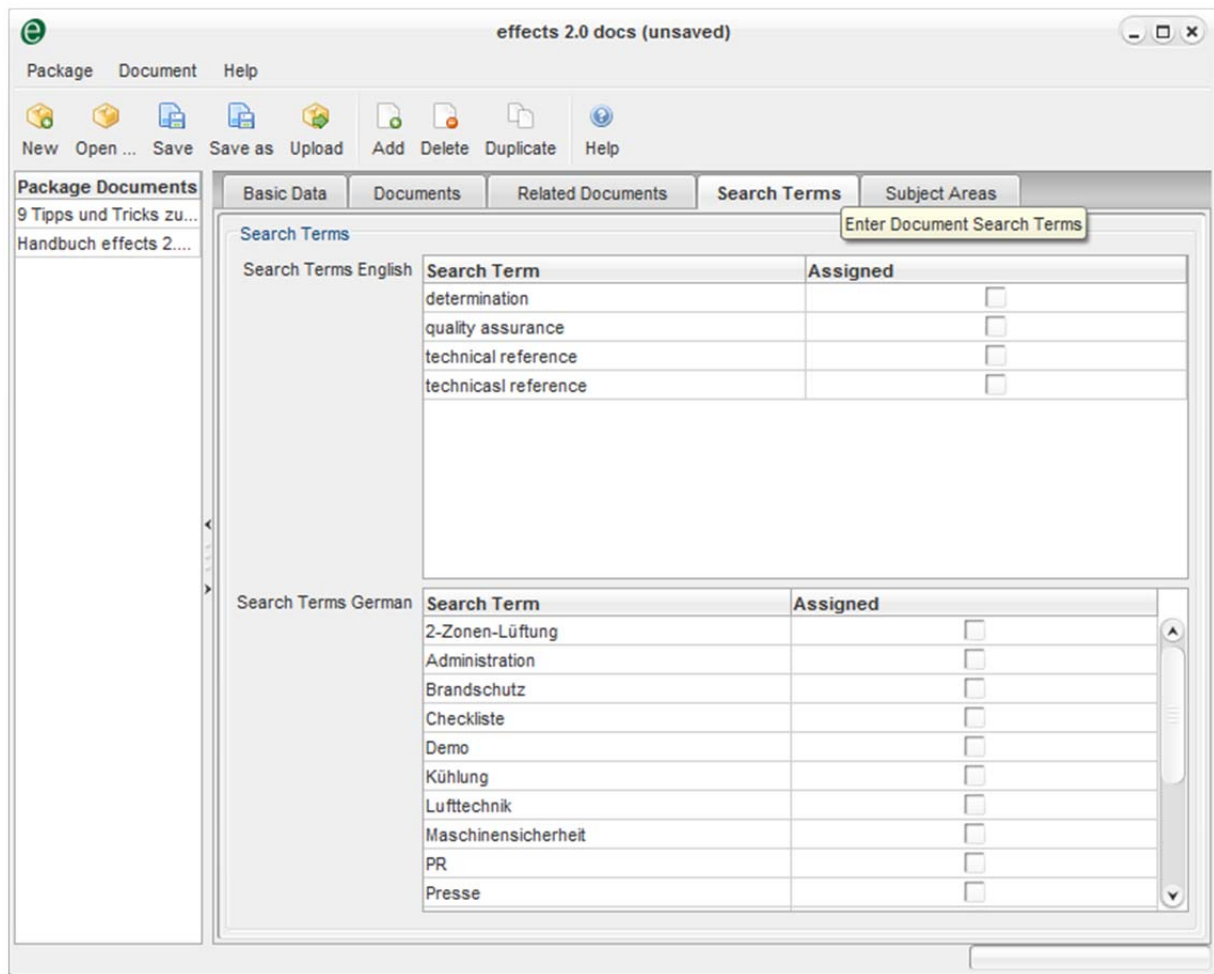 effects 2.0 docs (unsaved)
Package Document Help
New Open ... Save Save as Upload Add Delete Duplicate Help
Package Documents
9 Tipps und Tricks zu...
Handbuch effects 2....
Basic Data Documents Related Documents Search Terms Subject Areas
Enter Document Search Terms
Search Terms
Search Terms English Search Term Assigned
determination
quality assurance
technical reference
technicasl reference
Search Terms German Search Term Assigned
2-Zonen-Lüftung
Administration
Brandschutz
Checkliste
Demo
Kühlung
Lufttechnik
Maschinensicherheit
PR
Presse